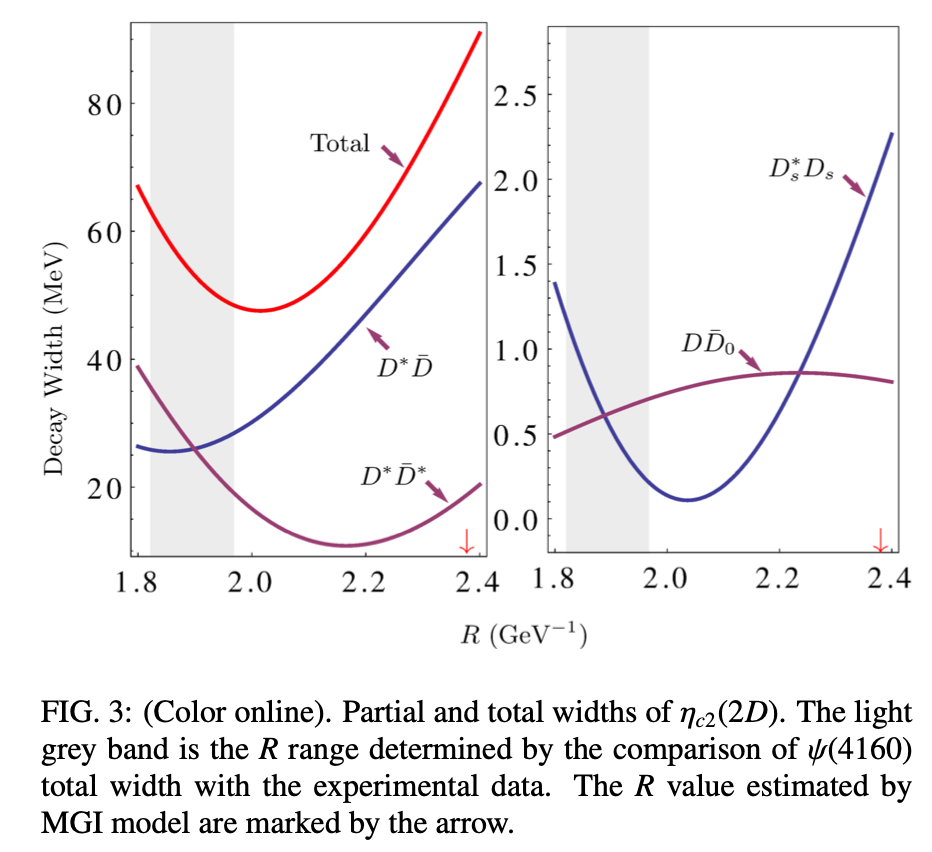 80
60
40
20
Decay Width (MeV)
Total
D* D̄
D* D̄*
1.8 2.0 2.2 2.4
2.5
2.0
1.5
1.0
0.5
0.0
D*ₛ Dₛ
D D̄₀
1.8 2.0 2.2 2.4
R (GeV⁻¹)
FIG. 3: (Color online). Partial and total widths of η_c2(2D). The light
grey band is the R range determined by the comparison of ψ(4160)
total width with the experimental data. The R value estimated by
MGI model are marked by the arrow.